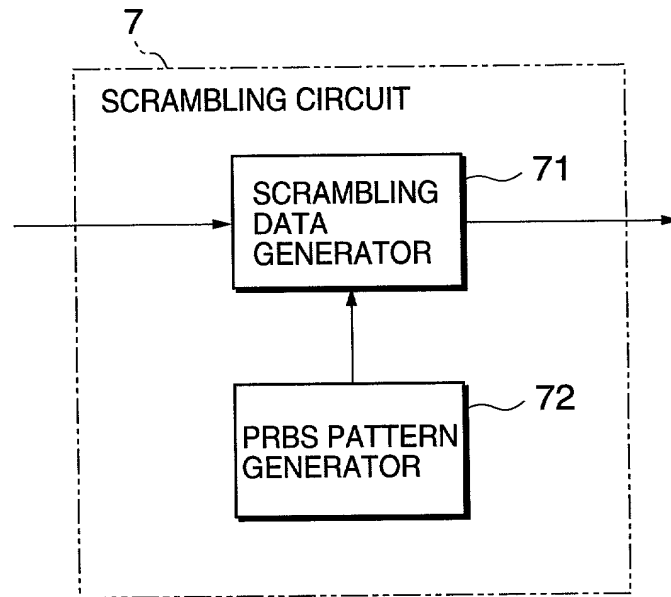 7
SCRAMBLING CIRCUIT
71
SCRAMBLING
DATA
GENERATOR
72
PRBS PATTERN
GENERATOR